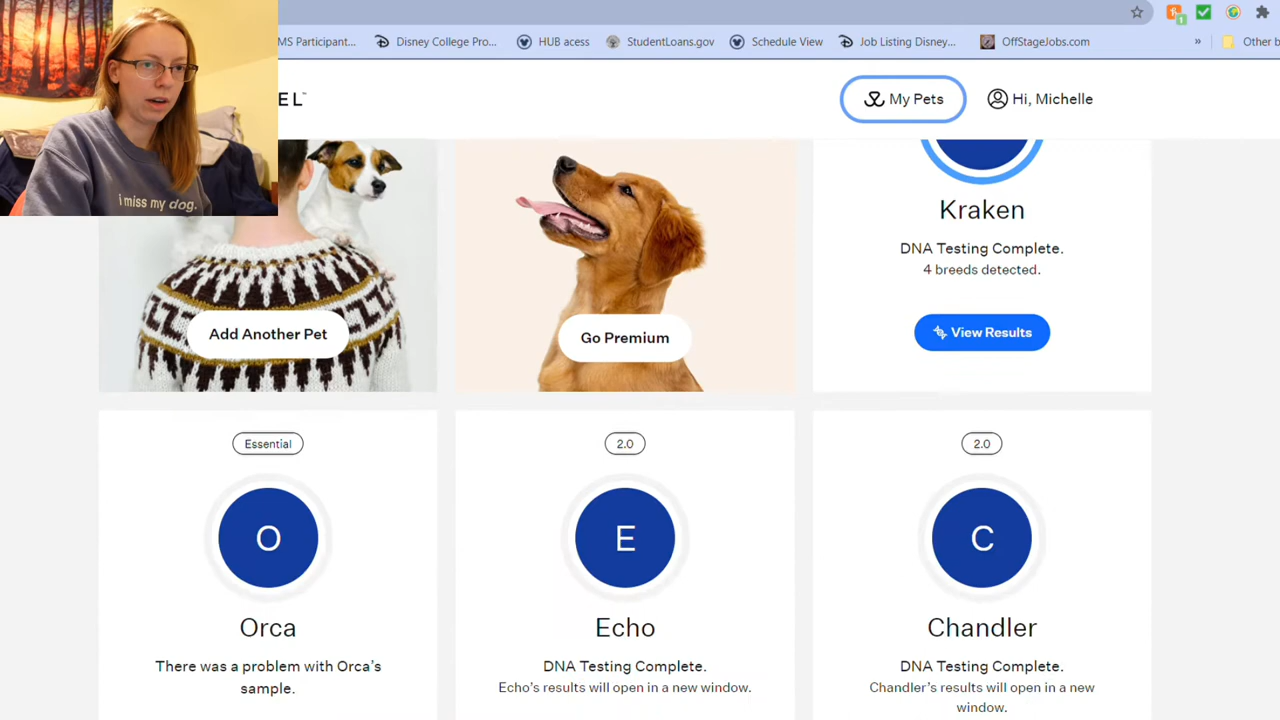 MS Participant...
Disney College Pro...
HUB acess
StudentLoans.gov
Schedule View
Job Listing Disney...
OffStageJobs.com
»
Other b
1
i miss my dog.
EL™
My Pets
Hi, Michelle
Add Another Pet
Go Premium
Kraken
DNA Testing Complete.
4 breeds detected.
View Results
Essential
O
Orca
There was a problem with Orca's
sample.
2.0
E
Echo
DNA Testing Complete.
Echo's results will open in a new window.
2.0
C
Chandler
DNA Testing Complete.
Chandler's results will open in a new
window.